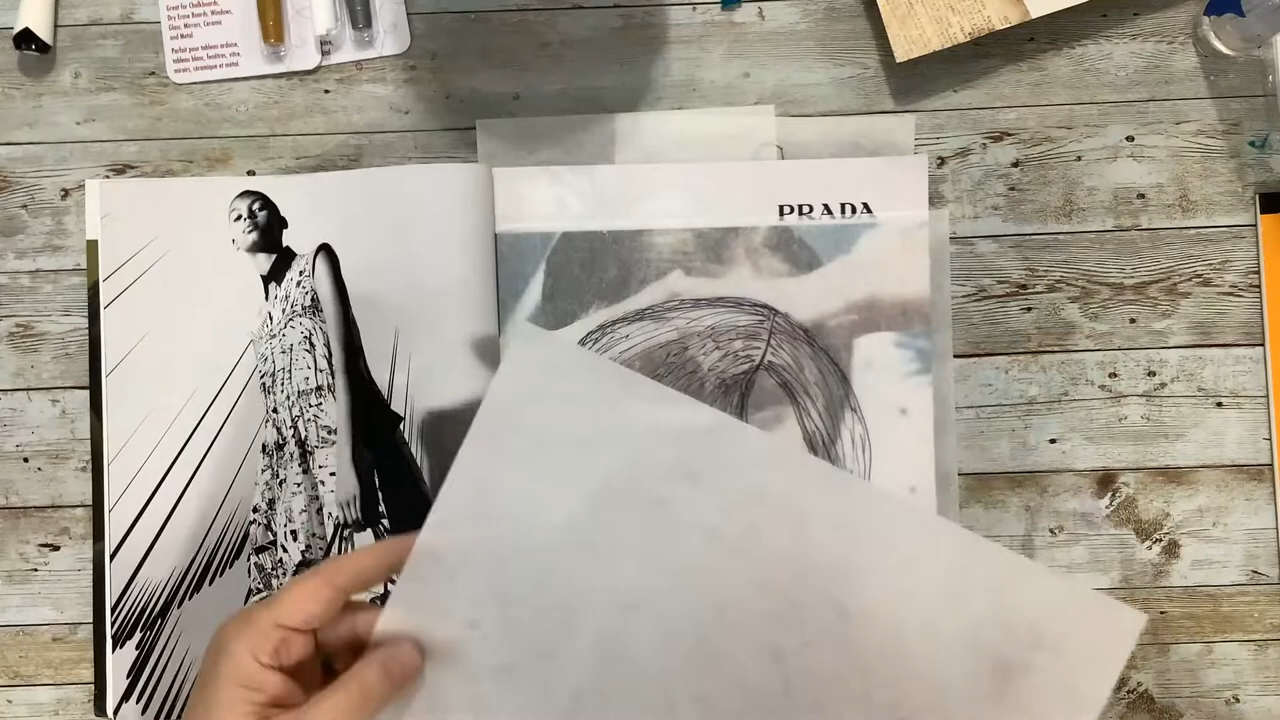 Great for Chalkboards,
Dry Erase Boards, Windows,
Glass, Mirrors, Ceramic
and Metal.
Parfait pour tableau ardoise,
tableau blanc, fenêtres, vitre,
miroirs, céramique et métal.
vitre,
PRADA